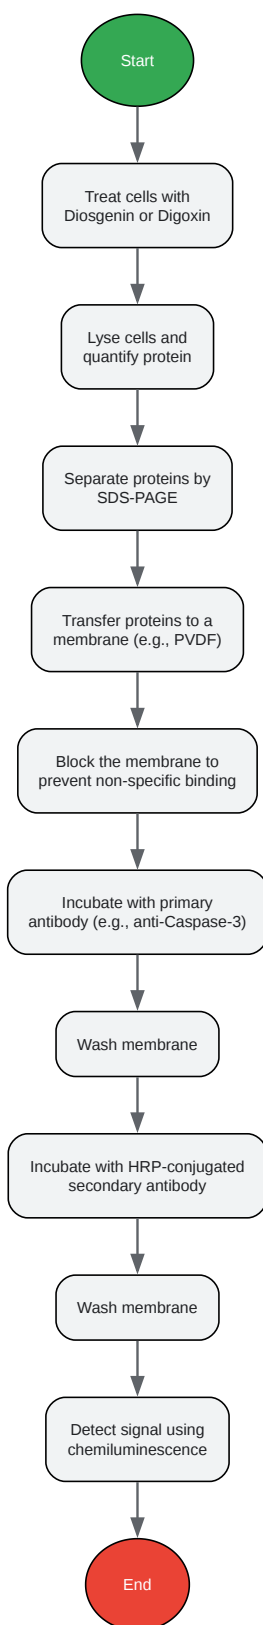 Start
Treat cells with
Diosgenin or Digoxin
Lyse cells and
quantify protein
Separate proteins by
SDS-PAGE
Transfer proteins to a
membrane (e.g., PVDF)
Block the membrane to
prevent non-specific binding
Incubate with primary
antibody (e.g., anti-Caspase-3)
Wash membrane
Incubate with HRP-conjugated
secondary antibody
Wash membrane
Detect signal using
chemiluminescence
End